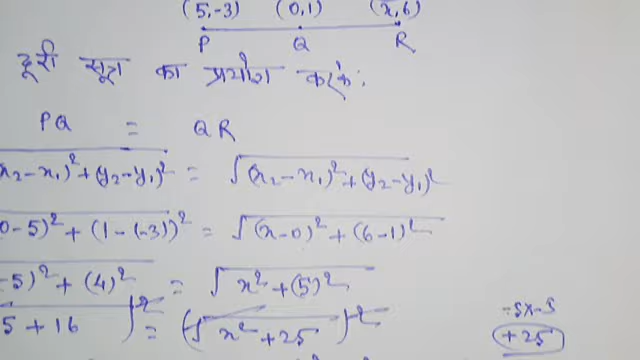 (5,-3) (0,1) (x,6)
P Q R
दूरी सूत्र का प्रयोग करके:
PQ = QR
x₂-x₁)²+(y₂-y₁)² = √(x₂-x₁)²+(y₂-y₁)²
0-5)²+(1-(-3))² = √(x-0)²+(6-1)²
-5)²+(4)² = √x²+(5)²
5+16)² = (√x²+25)²
=-5x-5
+25